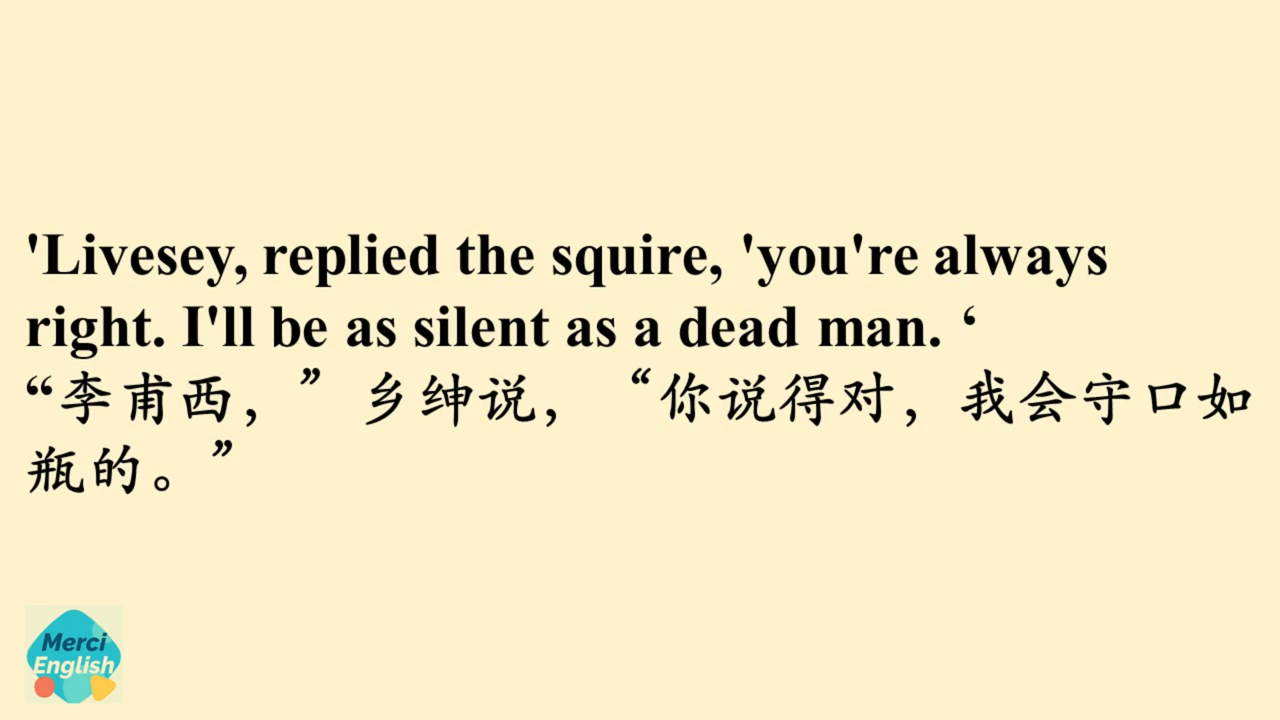 'Livesey, replied the squire, 'you're always
right. I'll be as silent as a dead man. ‘
“李甫西，” 乡绅说， “你说得对，我会守口如
瓶的。”
Merci
English